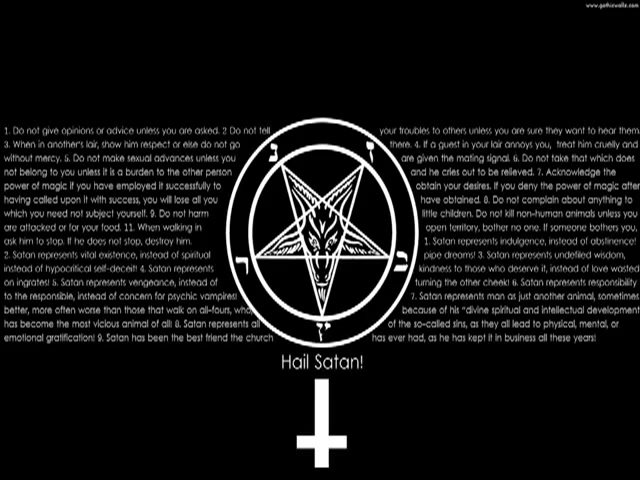 www.gothicwallz.com
1. Do not give opinions or advice unless you are asked. 2 Do not tell your troubles to others unless you are sure they want to hear them
3. When in another's lair, show him respect or else do not go there. 4. If a guest in your lair annoys you, treat him cruelly and
without mercy. 5. Do not make sexual advances unless you are given the mating signal. 6. Do not take that which does
not belong to you unless it is a burden to the other person and he cries out to be relieved. 7. Acknowledge the
power of magic if you have employed it successfully to obtain your desires. If you deny the power of magic after
having called upon it with success, you will lose all you have obtained. 8. Do not complain about anything to
which you need not subject yourself. 9. Do not harm little children. Do not kill non-human animals unless you
are attacked or for your food. 11. When walking in open territory, bother no one. If someone bothers you,
ask him to stop. If he does not stop, destroy him. 1. Satan represents indulgence, instead of abstinence!
2. Satan represents vital existence, instead of spiritual pipe dreams! 3. Satan represents undefiled wisdom,
instead of hypocritical self-deceit! 4. Satan represents kindness to those who deserve it, instead of love wasted
on ingrates! 5. Satan represents vengeance, instead of turning the other cheek! 6. Satan represents responsibility
to the responsible, instead of concern for psychic vampires! 7. Satan represents man as just another animal, sometimes
better, more often worse than those that walk on all-fours, who, because of his "divine spiritual and intellectual development
has become the most vicious animal of all! 8. Satan represents all of the so-called sins, as they all lead to physical, mental, or
emotional gratification! 9. Satan has been the best friend the church has ever had, as he has kept it in business all these years!
Hail Satan!